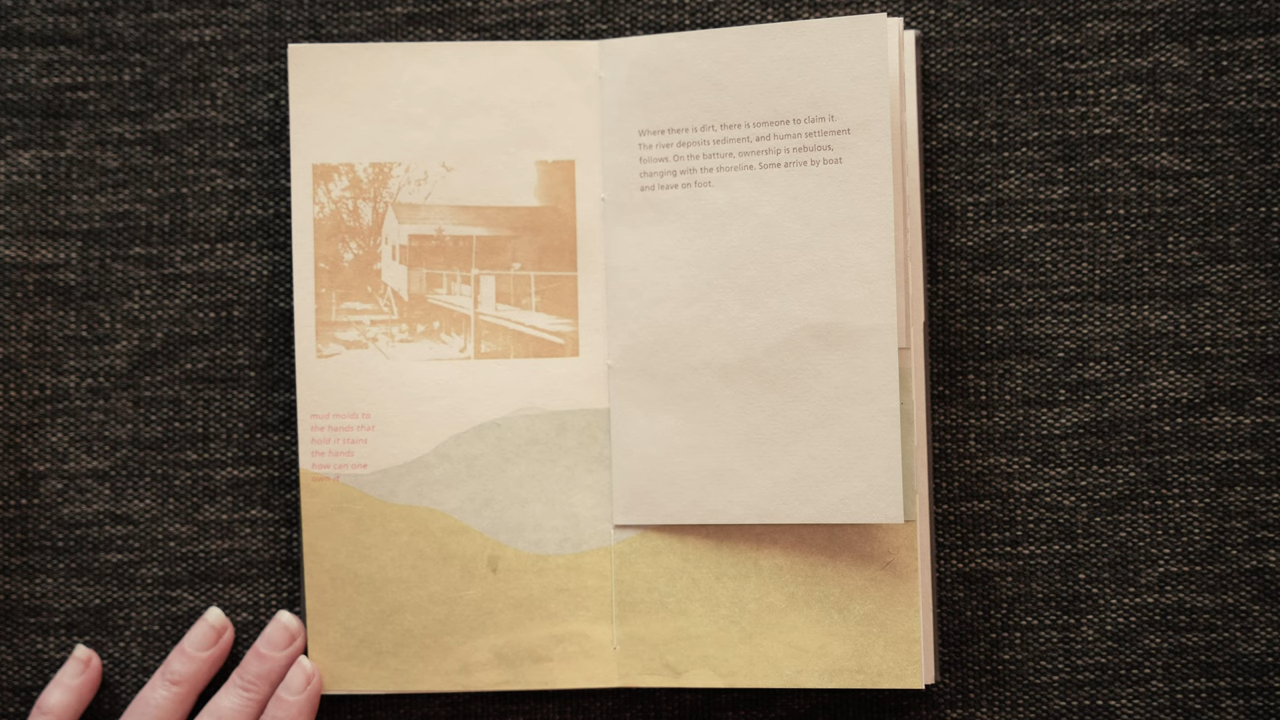 mud molds to
the hands that
hold it stains
the hands
how can one
own it
Where there is dirt, there is someone to claim it.
The river deposits sediment, and human settlement
follows. On the batture, ownership is nebulous,
changing with the shoreline. Some arrive by boat
and leave on foot.